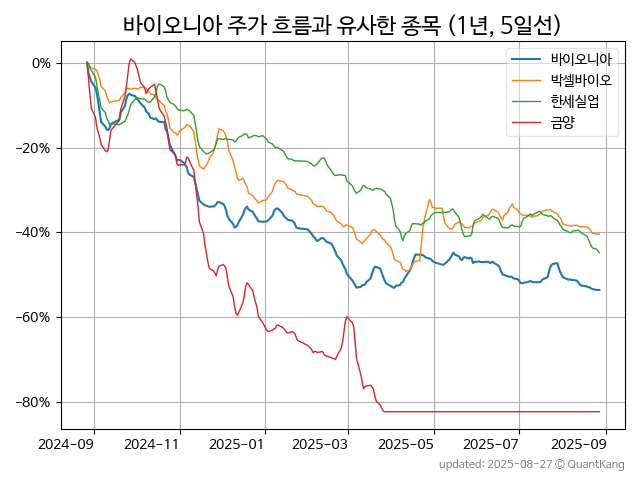 바이오니아 주가 흐름과 유사한 종목 (1년, 5일선)
바이오니아
박셀바이오
한세실업
금양
0%
−20%
−40%
−60%
−80%
2024-09 2024-11 2025-01 2025-03 2025-05 2025-07 2025-09
updated: 2025-08-27 © QuantKang